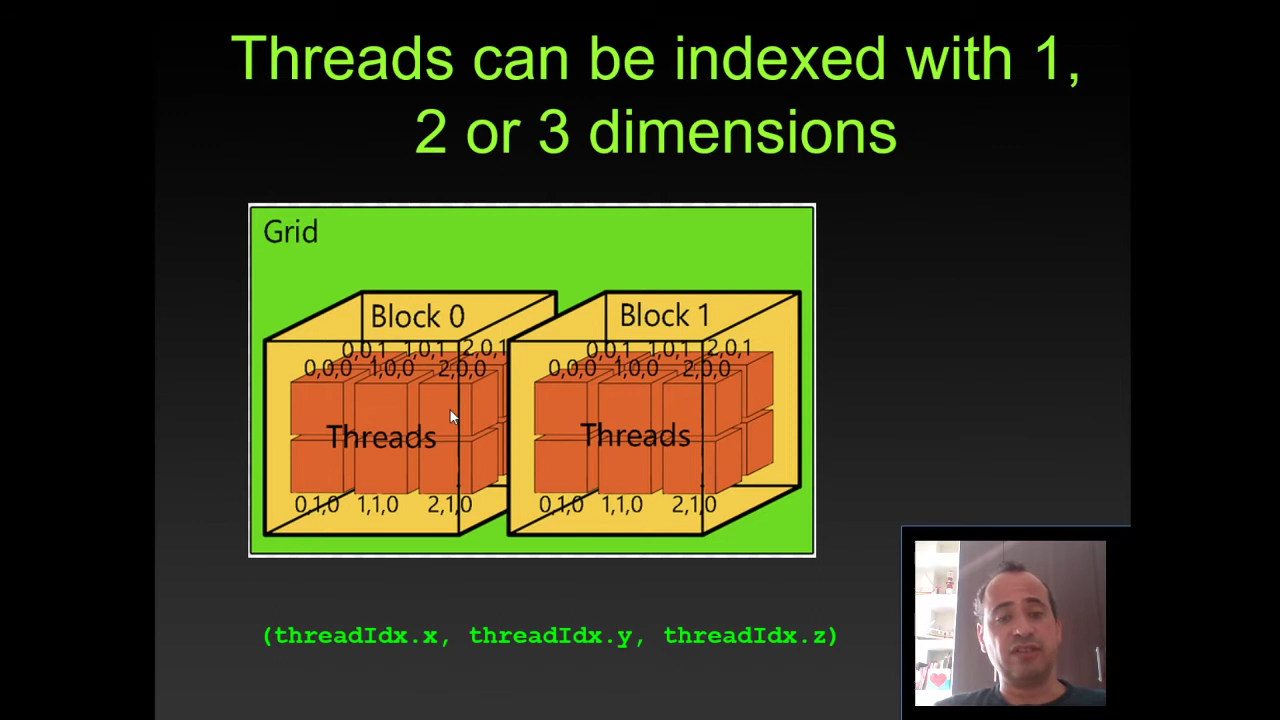 Threads can be indexed with 1,
2 or 3 dimensions
Grid
Block 0
0,0,1 1,0,1 2,0,1
0,0,0 1,0,0 2,0,0
Threads
0,1,0 1,1,0 2,1,0
Block 1
0,0,1 1,0,1 2,0,1
0,0,0 1,0,0 2,0,0
Threads
0,1,0 1,1,0 2,1,0
(threadIdx.x, threadIdx.y, threadIdx.z)